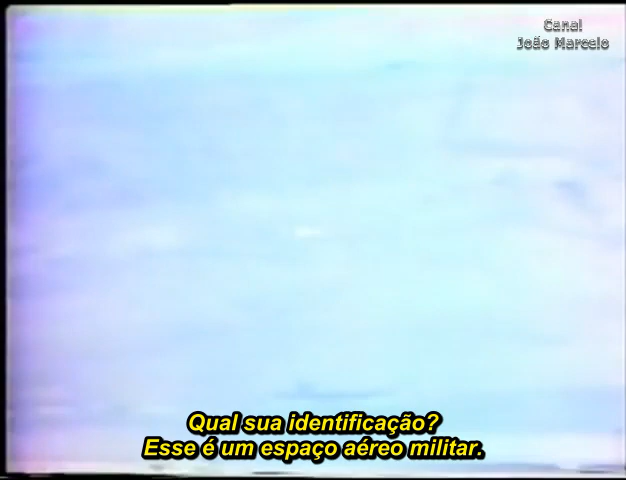 Canal
João Marcelo
Qual sua identificação?
Esse é um espaço aéreo militar.